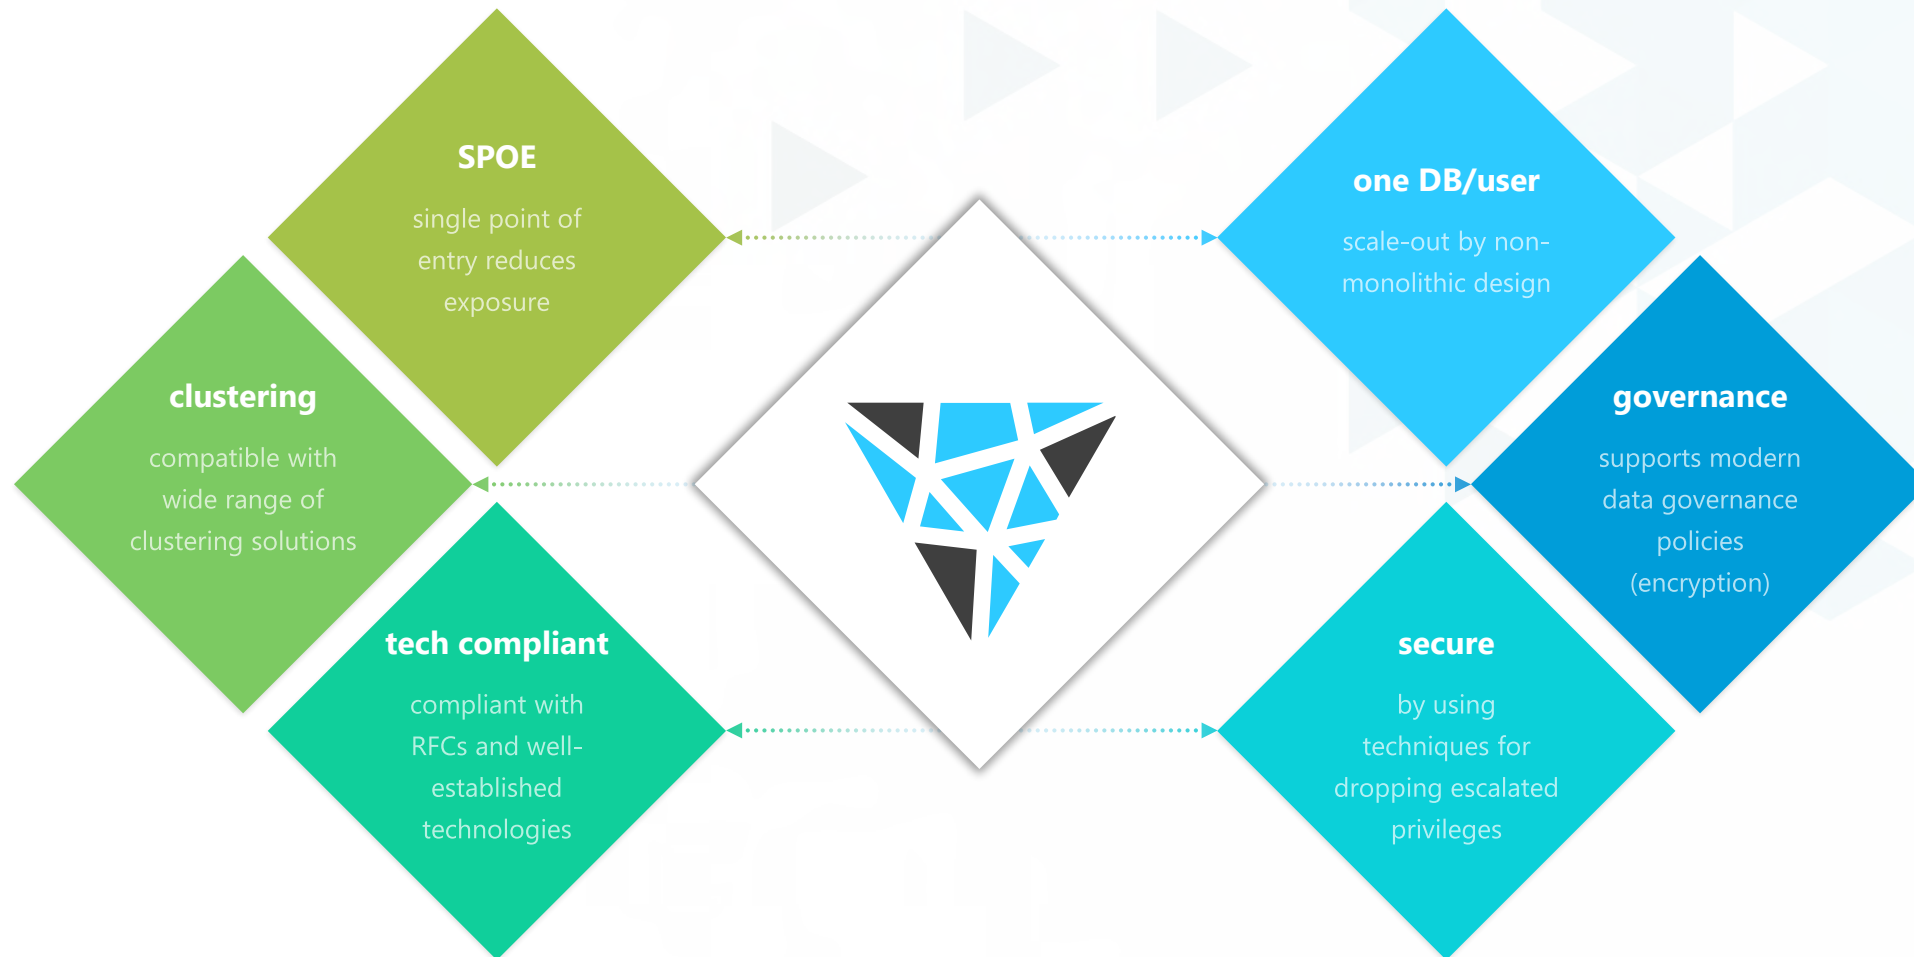 SPOE
single point of
entry reduces
exposure
one DB/user
scale-out by non-
monolithic design
clustering
compatible with
wide range of
clustering solutions
governance
supports modern
data governance
policies
(encryption)
tech compliant
compliant with
RFCs and well-
established
technologies
secure
by using
techniques for
dropping escalated
privileges